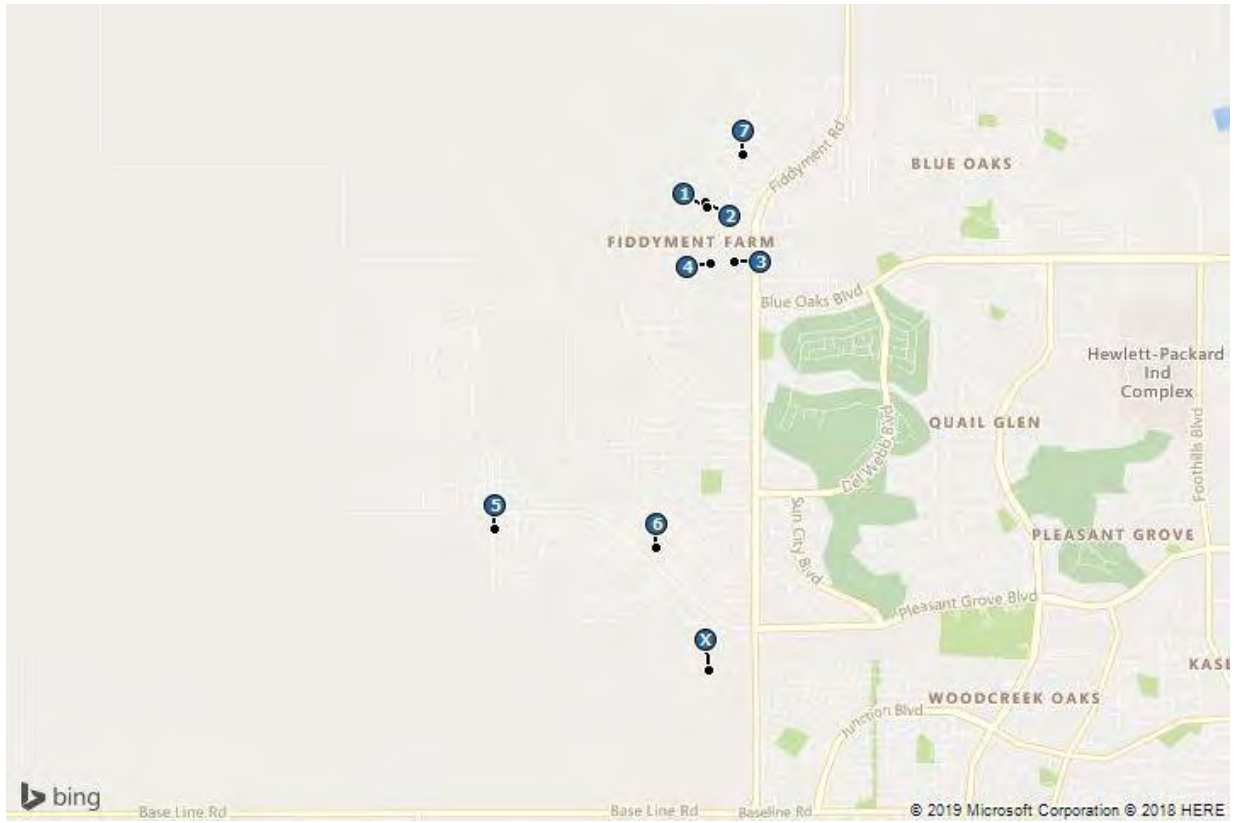 7
Fiddyment Rd
BLUE OAKS
1
2
FIDDYMENT FARM
4
3
Blue Oaks Blvd
Hewlett-Packard
Ind
Complex
QUAIL GLEN
Del Webb Blvd
Foothills Blvd
5
Sun City Blvd
6
PLEASANT GROVE
Pleasant Grove Blvd
X
KASE
WOODCREEK OAKS
Junction Blvd
bing
Base Line Rd
Base Line Rd
Baseline Rd
© 2019 Microsoft Corporation © 2018 HERE